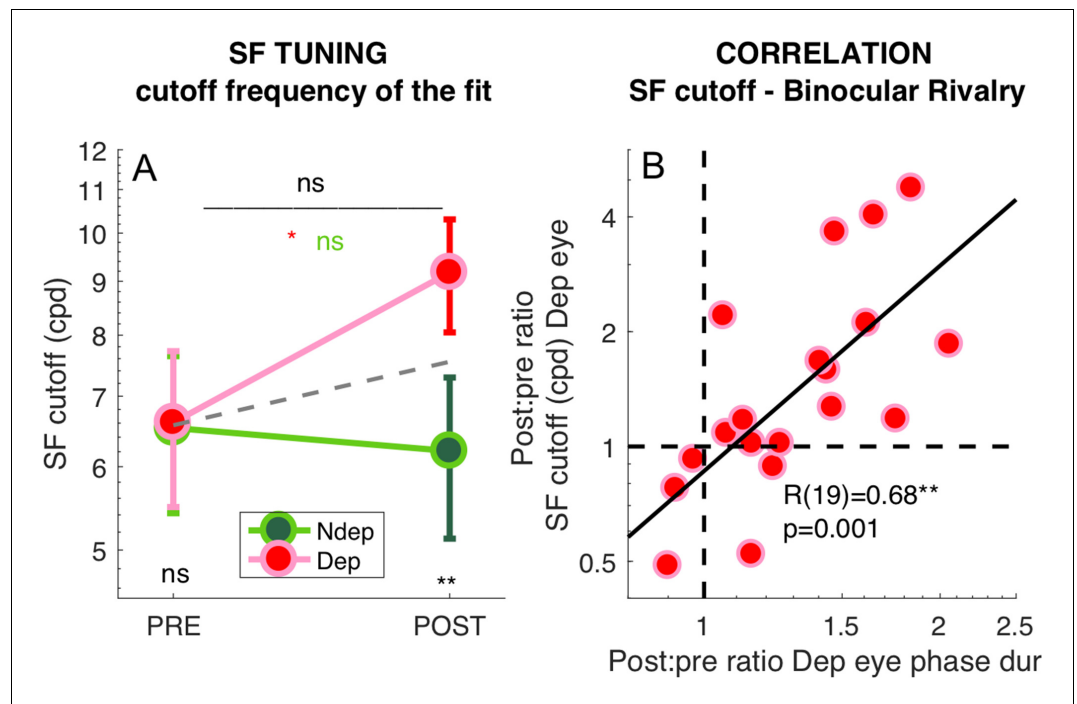 SF TUNING
cutoff frequency of the fit
A
ns
* ns
12
11
10
9
8
7
6
5
SF cutoff (cpd)
Ndep
Dep
ns
**
PRE
POST
CORRELATION
SF cutoff - Binocular Rivalry
B
4
2
1
0.5
Post:pre ratio
SF cutoff (cpd) Dep eye
R(19)=0.68**
p=0.001
1
1.5
2
2.5
Post:pre ratio Dep eye phase dur